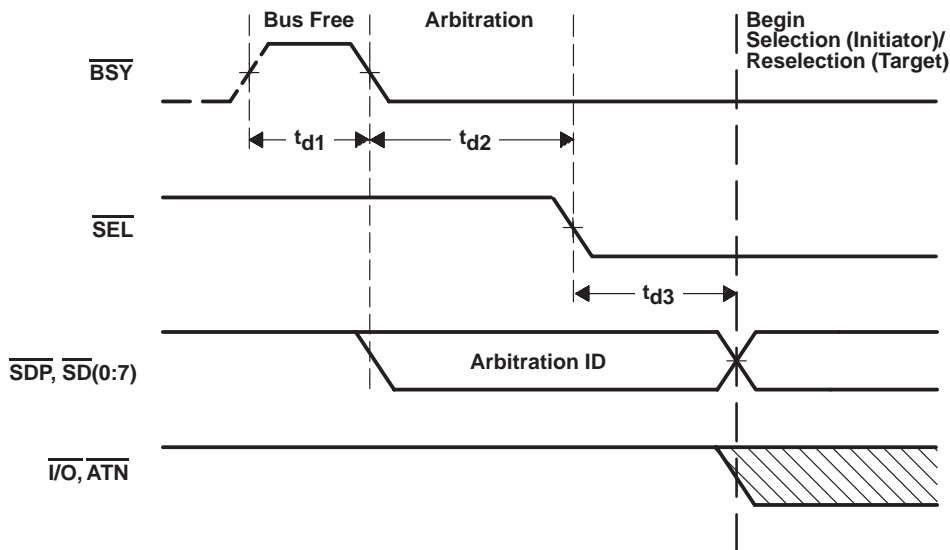 Bus Free
Arbitration
Begin
Selection (Initiator)/
Reselection (Target)
BSY
td1
td2
SEL
td3
SDP, SD(0:7)
Arbitration ID
I/O, ATN